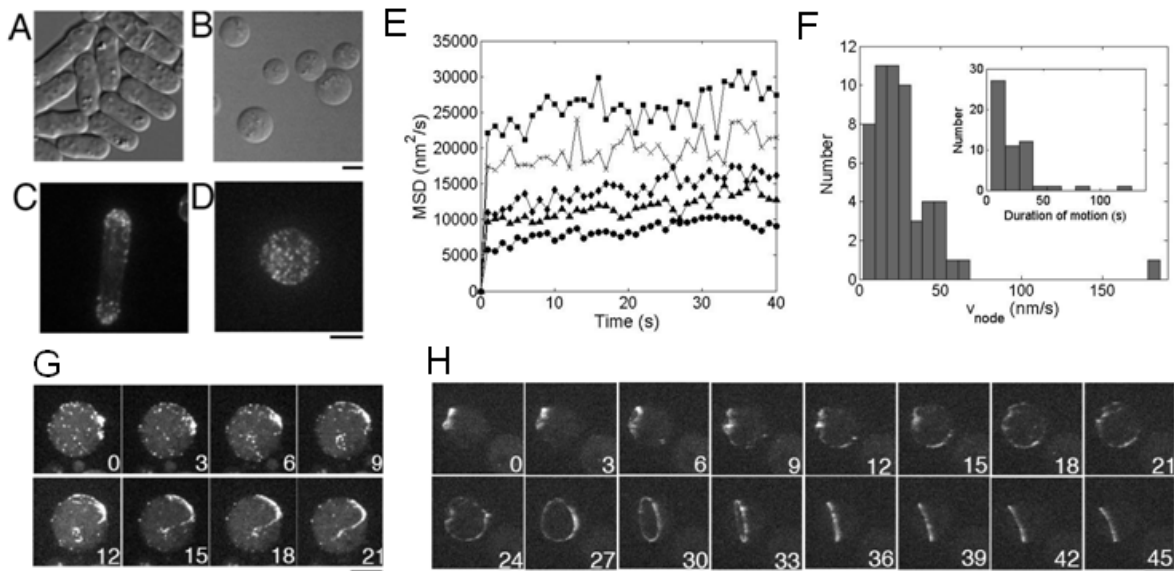 A
B
C
D
E
35000
30000
25000
20000
15000
10000
5000
0
MSD (nm²/s)
0 10 20 30 40
Time (s)
F
12
10
8
6
4
2
0
Number
0 50 100 150
v_node (nm/s)
30
20
10
0
Number
0 50 100
Duration of motion (s)
G
0 3 6 9
12 15 18 21
H
0 3 6 9 12 15 18 21
24 27 30 33 36 39 42 45